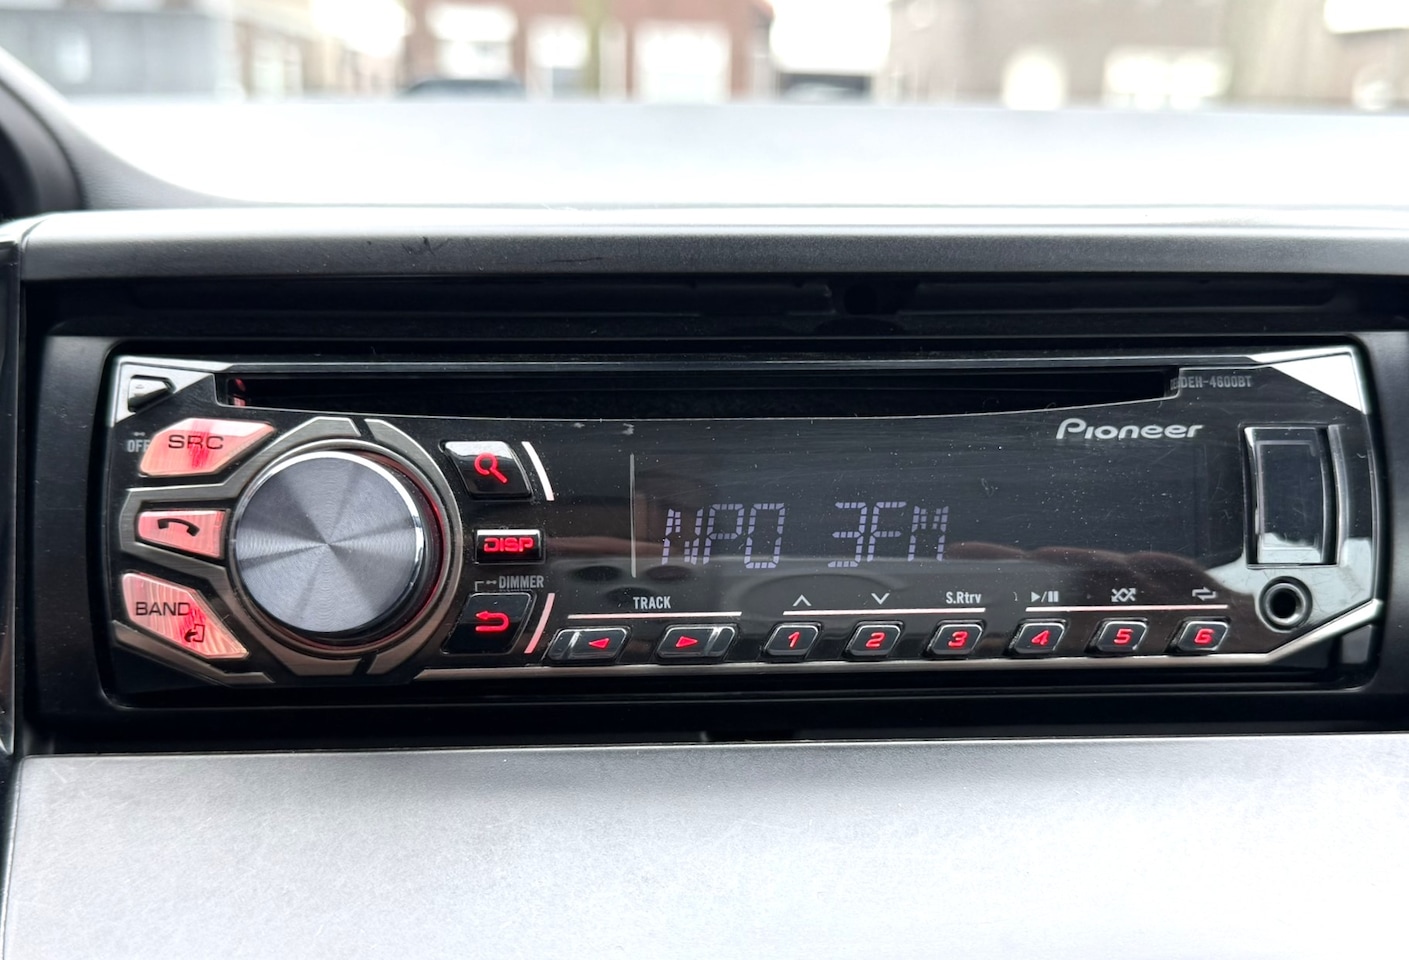 DEH-4600BT
Pioneer
OFF
SRC
DISP
DIMMER
BAND
NPO 3FM
TRACK
S.Rtrv
1 2 3 4 5 6